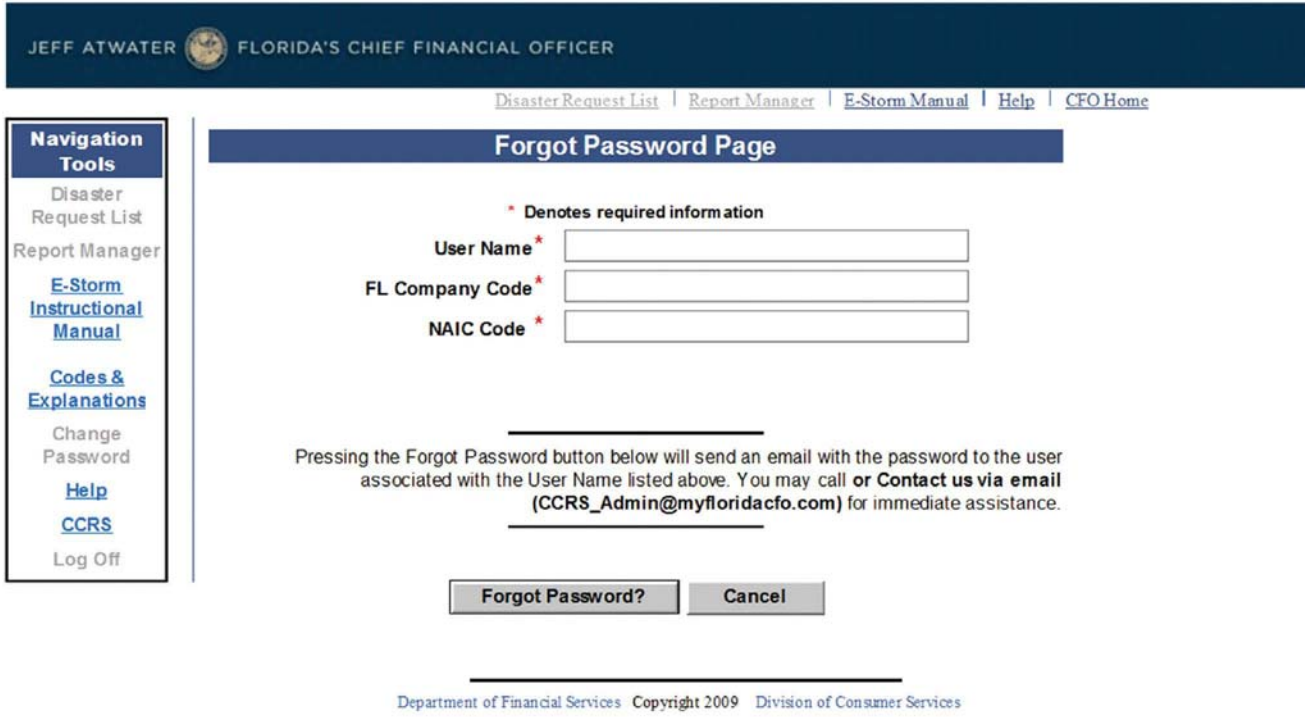 JEFF ATWATER FLORIDA'S CHIEF FINANCIAL OFFICER
Disaster Request List | Report Manager | E-Storm Manual | Help | CFO Home
Navigation
Tools
Disaster
Request List
Report Manager
E-Storm
Instructional
Manual
Codes &
Explanations
Change
Password
Help
CCRS
Log Off
Forgot Password Page
* Denotes required information
User Name*
FL Company Code*
NAIC Code *
Pressing the Forgot Password button below will send an email with the password to the user
associated with the User Name listed above. You may call or Contact us via email
(CCRS_Admin@myfloridacfo.com) for immediate assistance.
Forgot Password? Cancel
Department of Financial Services Copyright 2009 Division of Consumer Services